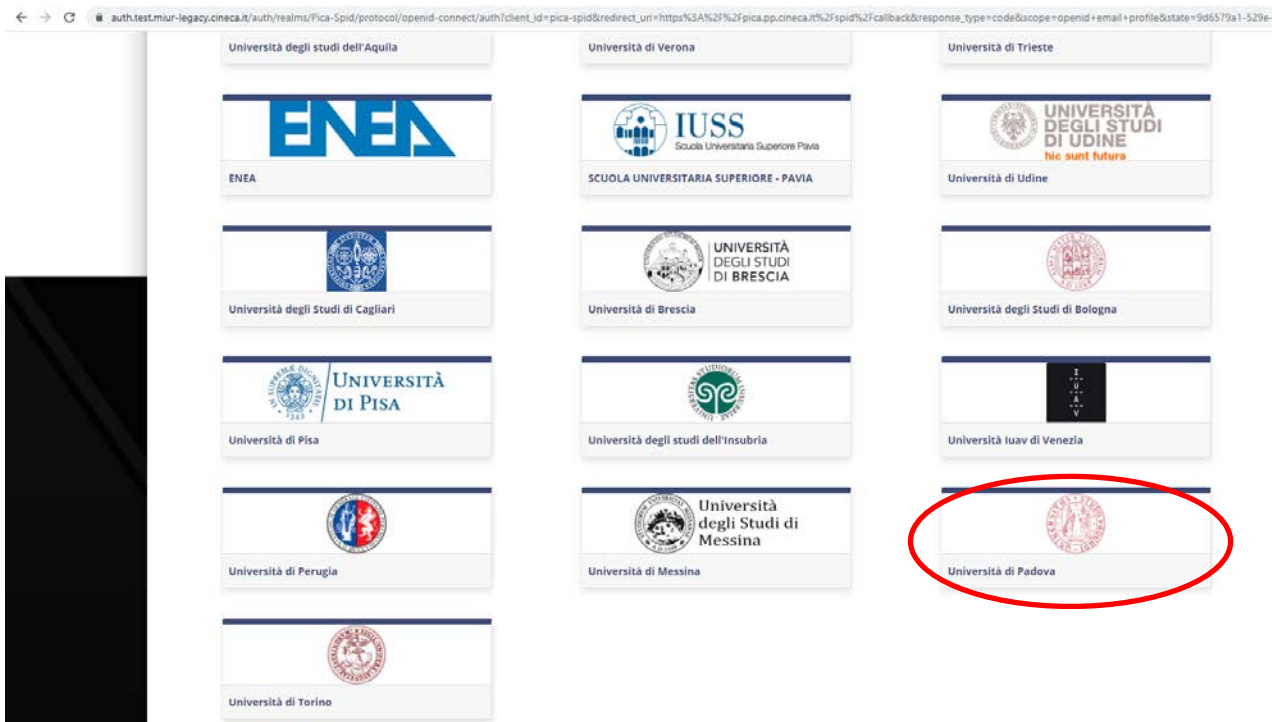 auth.test.miur-legacy.cineca.it/auth/realms/Pica-Spid/protocol/openid-connect/auth?client_id=pica-spid&redirect_uri=https%3A%2F%2Fpica.pp.cineca.it%2Fspid%2Fcallback&response_type=code&scope=openid+email+profile&state=9d6579a1-529e-
Università degli studi dell'Aquila
Università di Verona
Università di Trieste
ENEA
IUSS
Scuola Universitaria Superiore Pavia
UNIVERSITÀ
DEGLI STUDI
DI UDINE
hic sunt futura
ENEA
SCUOLA UNIVERSITARIA SUPERIORE - PAVIA
Università di Udine
UNIVERSITÀ
DEGLI STUDI
DI BRESCIA
Università degli Studi di Cagliari
Università di Brescia
Università degli Studi di Bologna
UNIVERSITÀ
DI PISA
I
U
A
V
Università di Pisa
Università degli studi dell'Insubria
Università Iuav di Venezia
Università
degli Studi di
Messina
Università di Perugia
Università di Messina
Università di Padova
Università di Torino